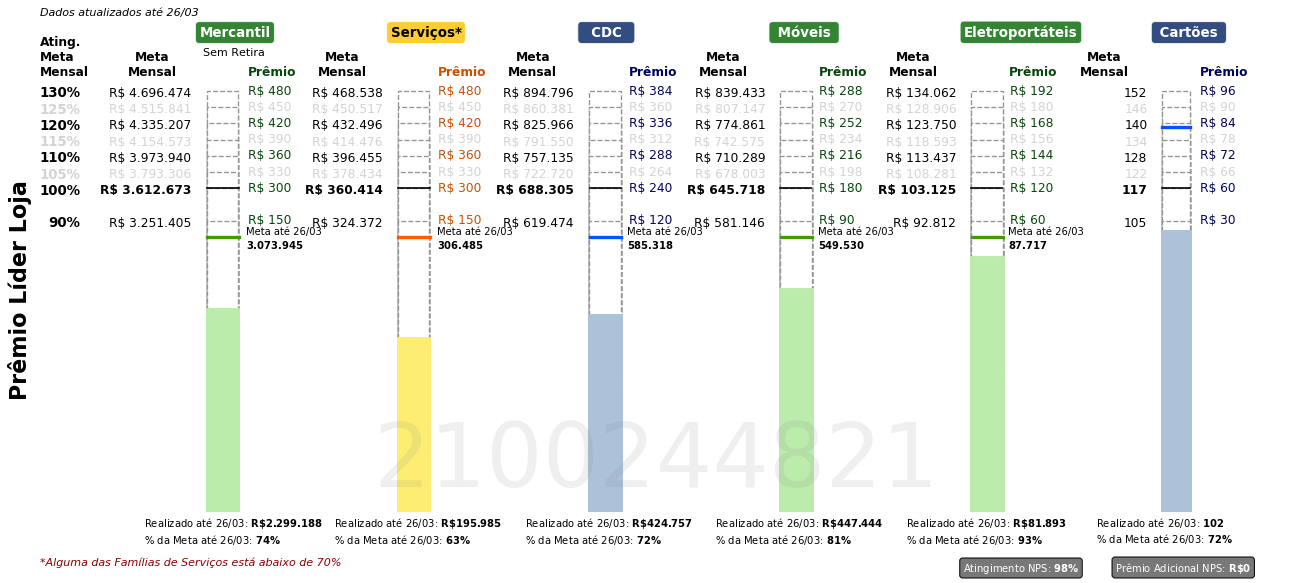 Dados atualizados até 26/03
Mercantil Serviços* CDC Móveis Eletroportáteis Cartões
Sem Retira
Ating. Meta Mensal
Meta Mensal Prêmio Meta Mensal Prêmio Meta Mensal Prêmio Meta Mensal Prêmio Meta Mensal Prêmio Meta Mensal Prêmio
130% R$ 4.696.474 R$ 480 R$ 468.538 R$ 480 R$ 894.796 R$ 384 R$ 839.433 R$ 288 R$ 134.062 R$ 192 152 R$ 96
125% R$ 4.515.841 R$ 450 R$ 450.517 R$ 450 R$ 860.381 R$ 360 R$ 807.147 R$ 270 R$ 128.906 R$ 180 146 R$ 90
120% R$ 4.335.207 R$ 420 R$ 432.496 R$ 420 R$ 825.966 R$ 336 R$ 774.861 R$ 252 R$ 123.750 R$ 168 140 R$ 84
115% R$ 4.154.573 R$ 390 R$ 414.476 R$ 390 R$ 791.550 R$ 312 R$ 742.575 R$ 234 R$ 118.593 R$ 156 134 R$ 78
110% R$ 3.973.940 R$ 360 R$ 396.455 R$ 360 R$ 757.135 R$ 288 R$ 710.289 R$ 216 R$ 113.437 R$ 144 128 R$ 72
105% R$ 3.793.306 R$ 330 R$ 378.434 R$ 330 R$ 722.720 R$ 264 R$ 678.003 R$ 198 R$ 108.281 R$ 132 122 R$ 66
100% R$ 3.612.673 R$ 300 R$ 360.414 R$ 300 R$ 688.305 R$ 240 R$ 645.718 R$ 180 R$ 103.125 R$ 120 117 R$ 60
90% R$ 3.251.405 R$ 150 R$ 324.372 R$ 150 R$ 619.474 R$ 120 R$ 581.146 R$ 90 R$ 92.812 R$ 60 105 R$ 30
Meta até 26/03 Meta até 26/03 Meta até 26/03 Meta até 26/03 Meta até 26/03
3.073.945 306.485 585.318 549.530 87.717
Prêmio Líder Loja
2100244821
Realizado até 26/03: R$2.299.188 Realizado até 26/03: R$195.985 Realizado até 26/03: R$424.757 Realizado até 26/03: R$447.444 Realizado até 26/03: R$81.893 Realizado até 26/03: 102
% da Meta até 26/03: 74% % da Meta até 26/03: 63% % da Meta até 26/03: 72% % da Meta até 26/03: 81% % da Meta até 26/03: 93% % da Meta até 26/03: 72%
*Alguma das Famílias de Serviços está abaixo de 70%
Atingimento NPS: 98% Prêmio Adicional NPS: R$0